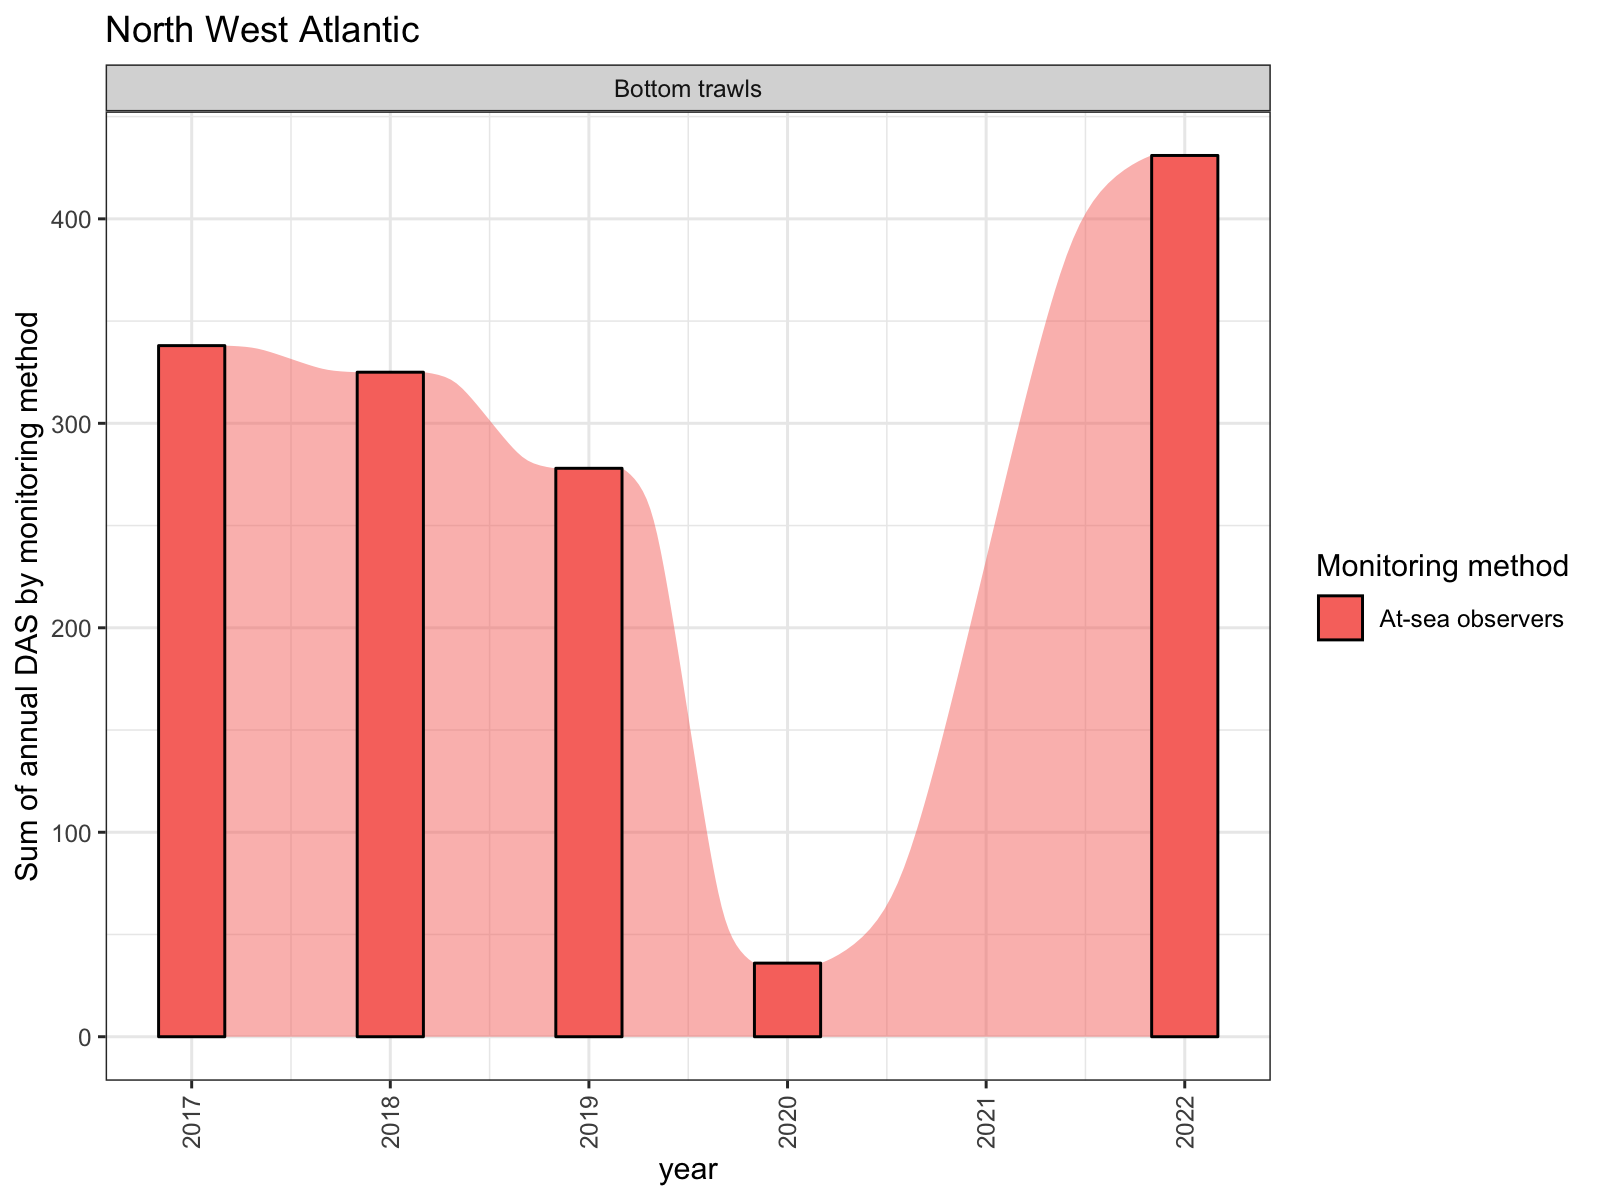 North West Atlantic
Bottom trawls
Sum of annual DAS by monitoring method
400
300
200
100
0
2017
2018
2019
2020
2021
2022
year
Monitoring method
At-sea observers